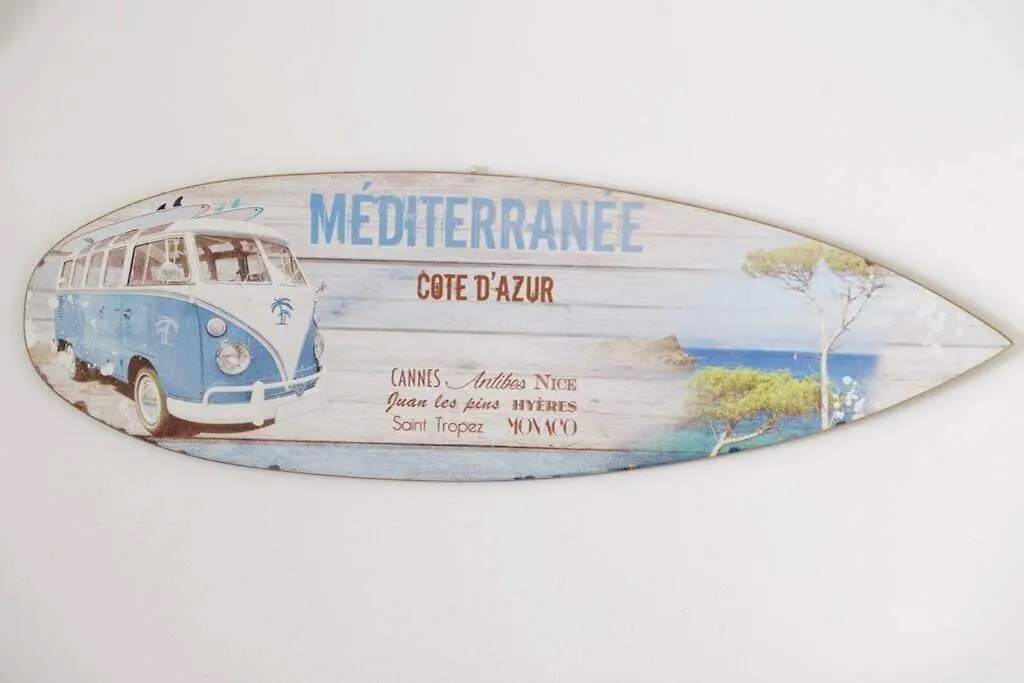 MÉDITERRANÉE
COTE D'AZUR
CANNES Antibes NICE
Juan les pins HYÈRES
Saint Tropez MONACO